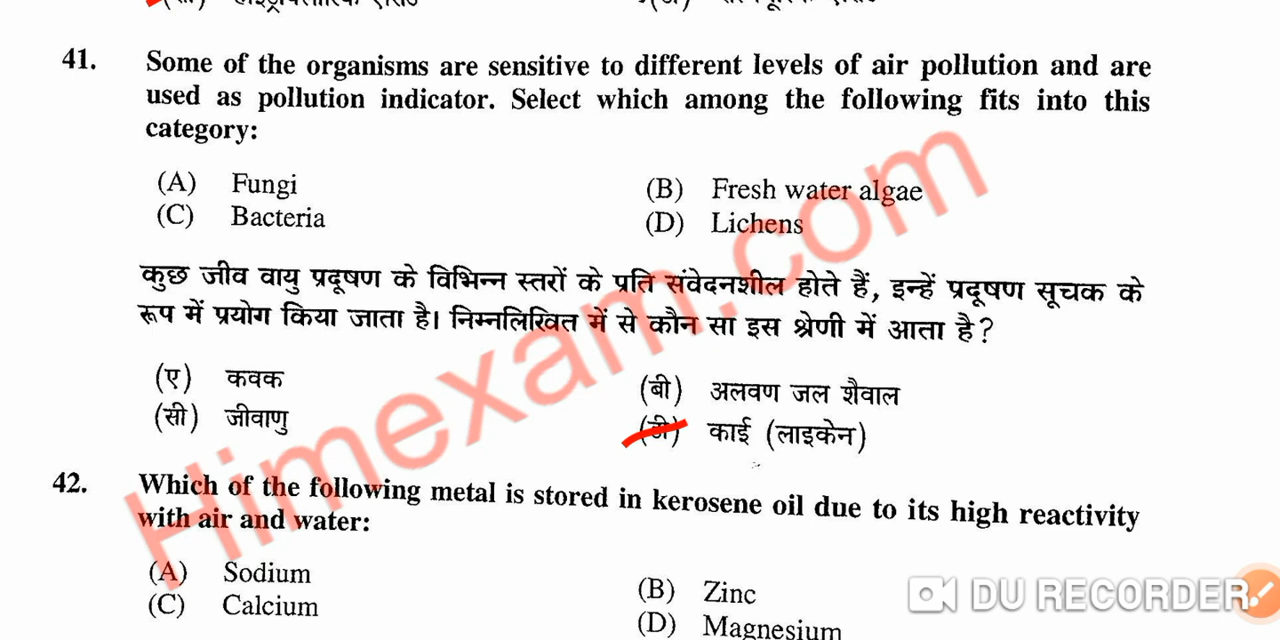 41. Some of the organisms are sensitive to different levels of air pollution and are
used as pollution indicator. Select which among the following fits into this
category:
(A) Fungi (B) Fresh water algae
(C) Bacteria (D) Lichens
कुछ जीव वायु प्रदूषण के विभिन्न स्तरों के प्रति संवेदनशील होते हैं, इन्हें प्रदूषण सूचक के
रूप में प्रयोग किया जाता है। निम्नलिखित में से कौन सा इस श्रेणी में आता है?
(ए) कवक (बी) अलवण जल शैवाल
(सी) जीवाणु (डी) काई (लाइकेन)
42. Which of the following metal is stored in kerosene oil due to its high reactivity
with air and water:
(A) Sodium (B) Zinc
(C) Calcium (D) Magnesium
Himexam.com
DU RECORDER